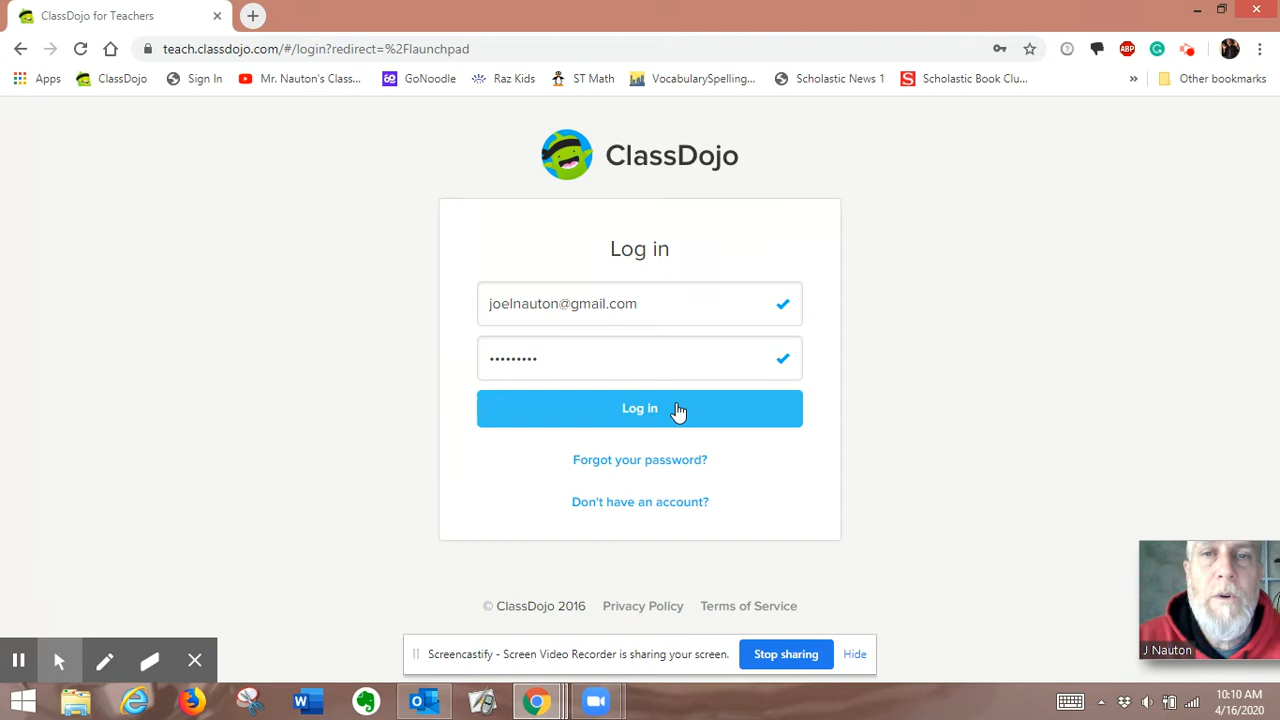 ClassDojo for Teachers
teach.classdojo.com/#/login?redirect=%2Flaunchpad
ABP
Apps ClassDojo Sign In Mr. Nauton's Class... GoNoodle Raz Kids ST Math VocabularySpelling... Scholastic News 1 Scholastic Book Clu... » Other bookmarks
ClassDojo
Log in
joelnauton@gmail.com
•••••••••
Log in
Forgot your password?
Don't have an account?
© ClassDojo 2016 Privacy Policy Terms of Service
Screencastify - Screen Video Recorder is sharing your screen. Stop sharing Hide
J Nauton
10:10 AM
4/16/2020